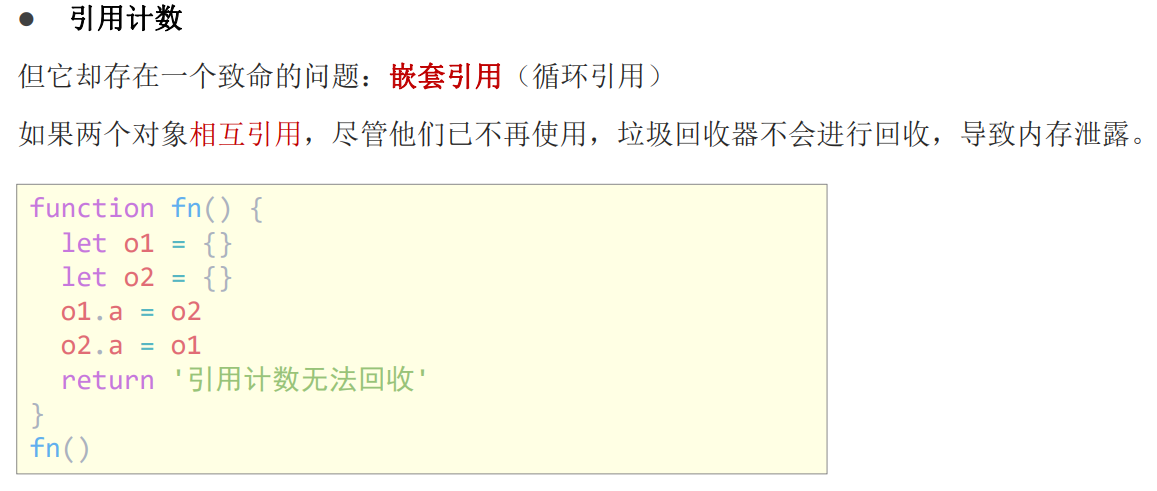 ● 引用计数
但它却存在一个致命的问题：嵌套引用（循环引用）
如果两个对象相互引用，尽管他们已不再使用，垃圾回收器不会进行回收，导致内存泄露。
function fn() {
  let o1 = {}
  let o2 = {}
  o1.a = o2
  o2.a = o1
  return '引用计数无法回收'
}
fn()